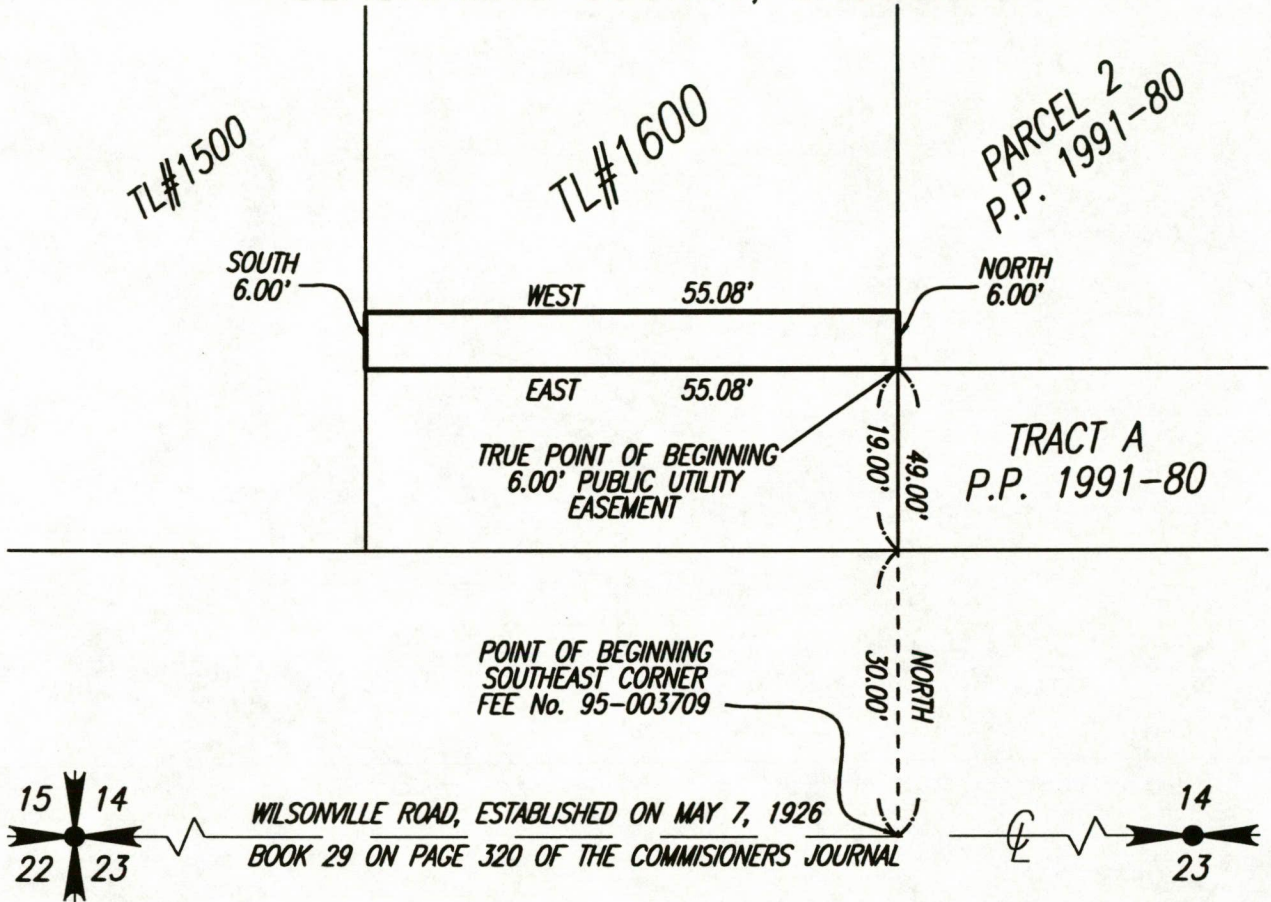 TL#1500
TL#1600
PARCEL 2
P.P. 1991-80
SOUTH
6.00'
WEST 55.08'
NORTH
6.00'
EAST 55.08'
TRUE POINT OF BEGINNING
6.00' PUBLIC UTILITY
EASEMENT
19.00'
49.00'
TRACT A
P.P. 1991-80
POINT OF BEGINNING
SOUTHEAST CORNER
FEE No. 95-003709
30.00'
NORTH
15 14
22 23
WILSONVILLE ROAD, ESTABLISHED ON MAY 7, 1926
BOOK 29 ON PAGE 320 OF THE COMMISIONERS JOURNAL
CL
14
23